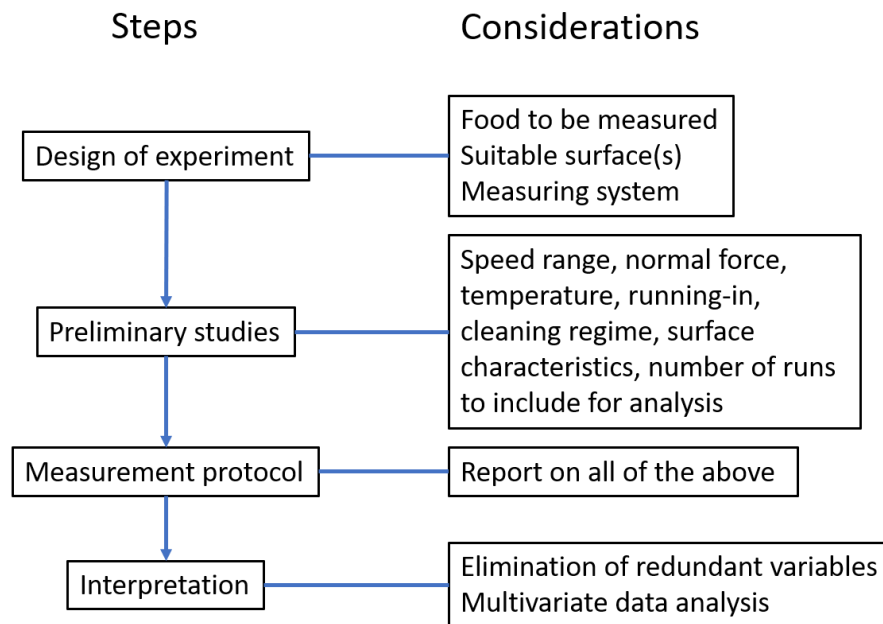 Steps
Considerations
Design of experiment
Food to be measured
Suitable surface(s)
Measuring system
Preliminary studies
Speed range, normal force,
temperature, running-in,
cleaning regime, surface
characteristics, number of runs
to include for analysis
Measurement protocol
Report on all of the above
Interpretation
Elimination of redundant variables
Multivariate data analysis